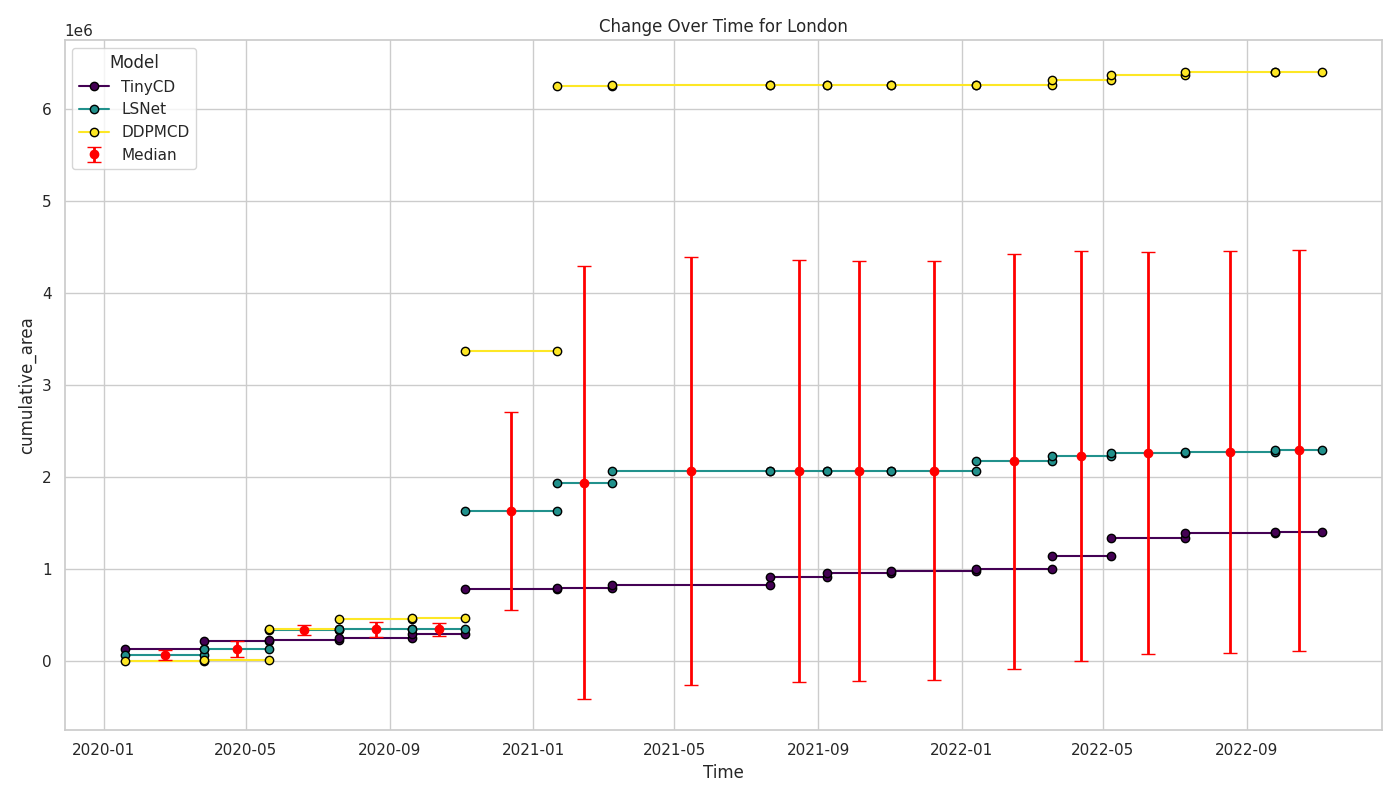 Change Over Time for London
1e6
Model
TinyCD
LSNet
DDPMCD
Median
6
5
4
3
2
1
0
cumulative_area
2020-01 2020-05 2020-09 2021-01 2021-05 2021-09 2022-01 2022-05 2022-09
Time